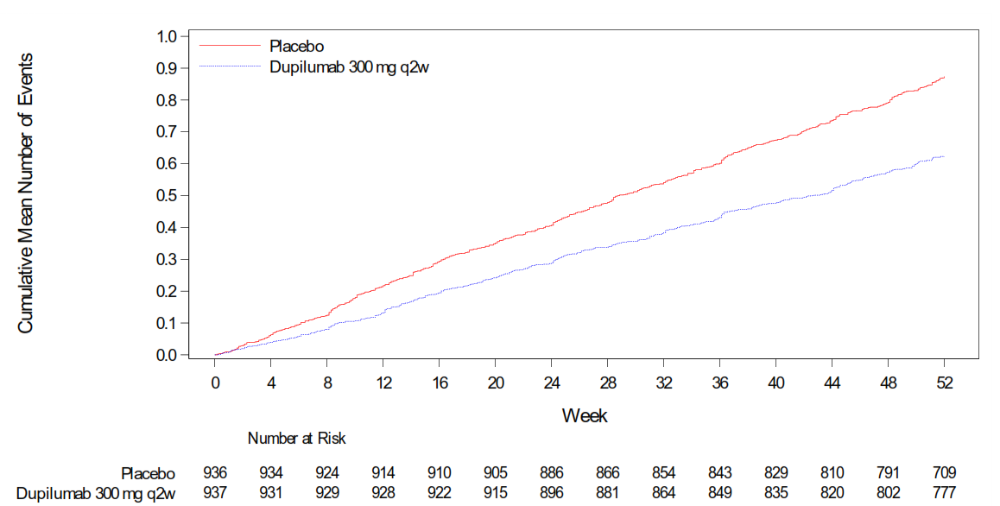 Cumulative Mean Number of Events
1.0
0.9
0.8
0.7
0.6
0.5
0.4
0.3
0.2
0.1
0.0
Placebo
Dupilumab 300 mg q2w
0 4 8 12 16 20 24 28 32 36 40 44 48 52
Week
Number at Risk
Placebo 936 934 924 914 910 905 886 866 854 843 829 810 791 709
Dupilumab 300 mg q2w 937 931 929 928 922 915 896 881 864 849 835 820 802 777